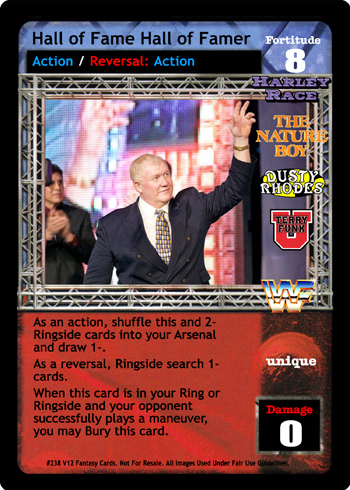 Hall of Fame Hall of Famer
Fortitude
8
Action / Reversal: Action
HARLEY
RACE
THE
NATURE
BOY
DUSTY
RHODES
TERRY
FUNK
WWF
As an action, shuffle this and 2-
Ringside cards into your Arsenal
and draw 1-.
As a reversal, Ringside search 1-
cards.
When this card is in your Ring or
Ringside and your opponent
successfully plays a maneuver,
you may Bury this card.
unique
Damage
0
#238 V12 Fantasy Cards. Not For Resale. All Images Used Under Fair Use Guidelines.